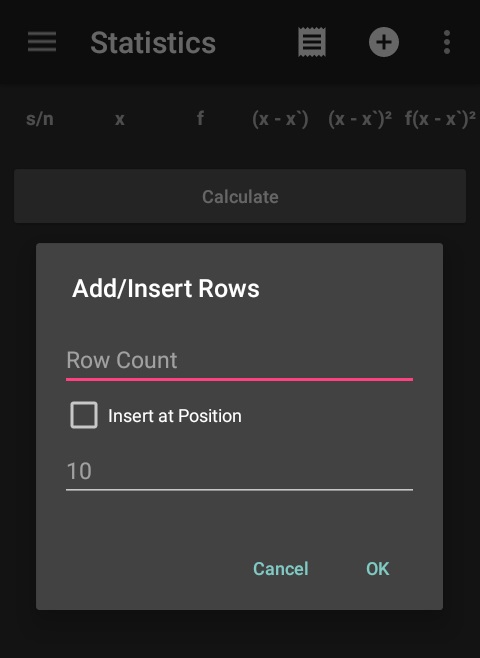 Statistics
s/n x f (x - x`) (x - x`)² f(x - x`)²
Calculate
Add/Insert Rows
Row Count
Insert at Position
10
Cancel OK